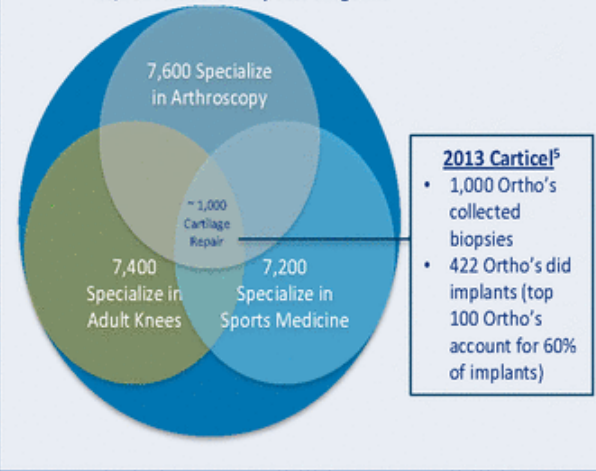 7,600 Specialize
in Arthroscopy
~ 1,000
Cartilage
Repair
7,400
Specialize in
Adult Knees
7,200
Specialize in
Sports Medicine
2013 Carticel5
• 1,000 Ortho's
collected
biopsies
• 422 Ortho's did
implants (top
100 Ortho's
account for 60%
of implants)